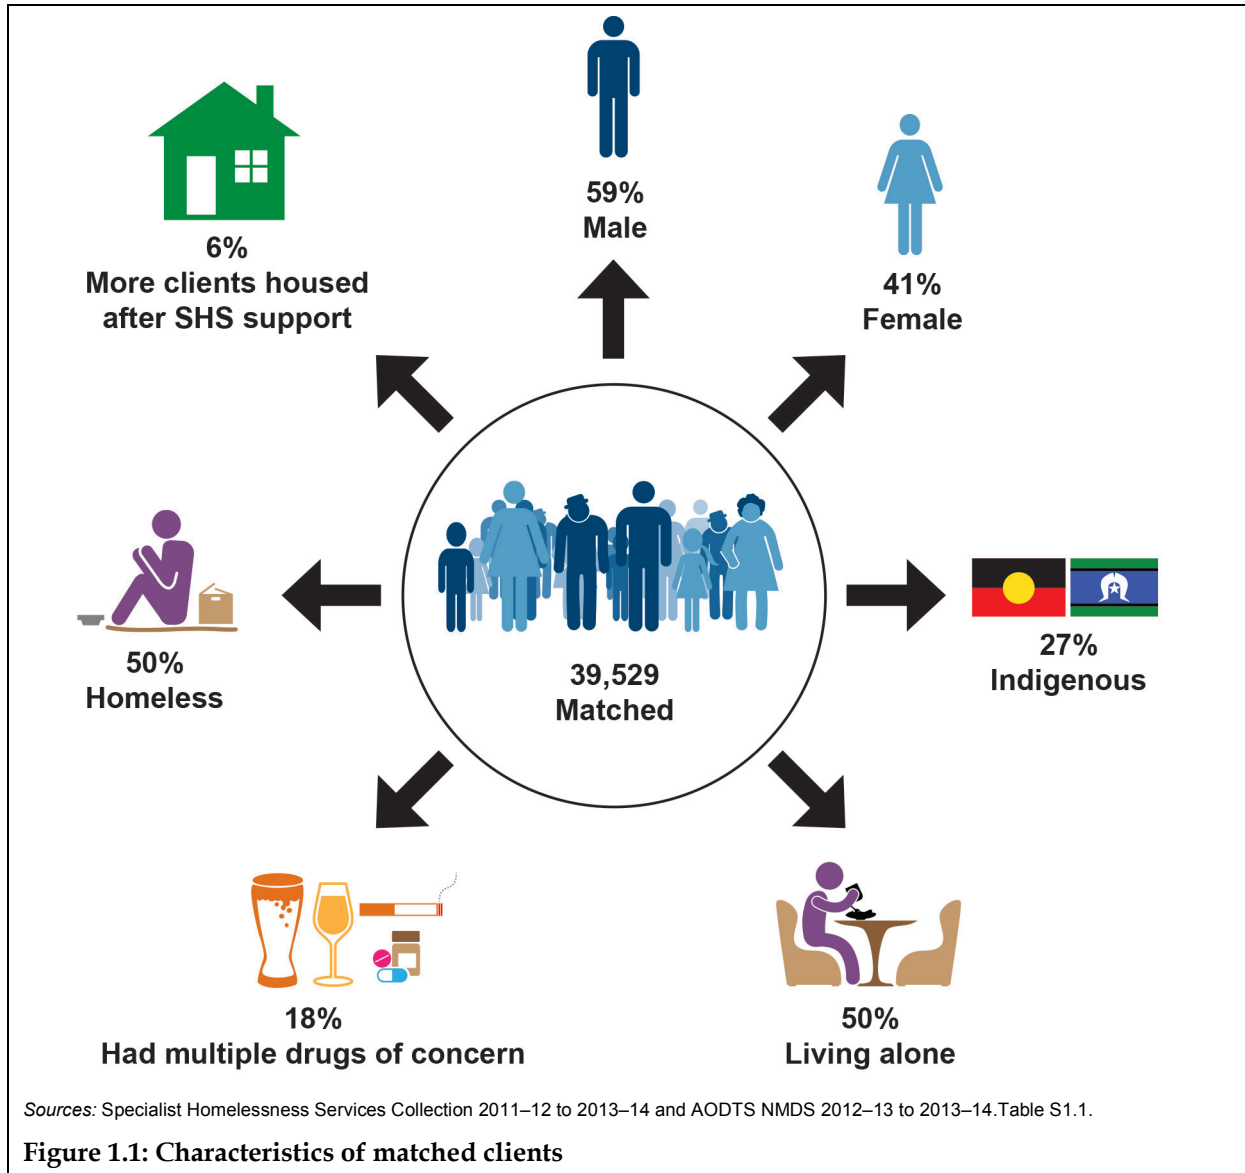 59%
Male
6%
More clients housed
after SHS support
41%
Female
39,529
Matched
50%
Homeless
27%
Indigenous
18%
Had multiple drugs of concern
50%
Living alone
Sources: Specialist Homelessness Services Collection 2011–12 to 2013–14 and AODTS NMDS 2012–13 to 2013–14.Table S1.1.
Figure 1.1: Characteristics of matched clients